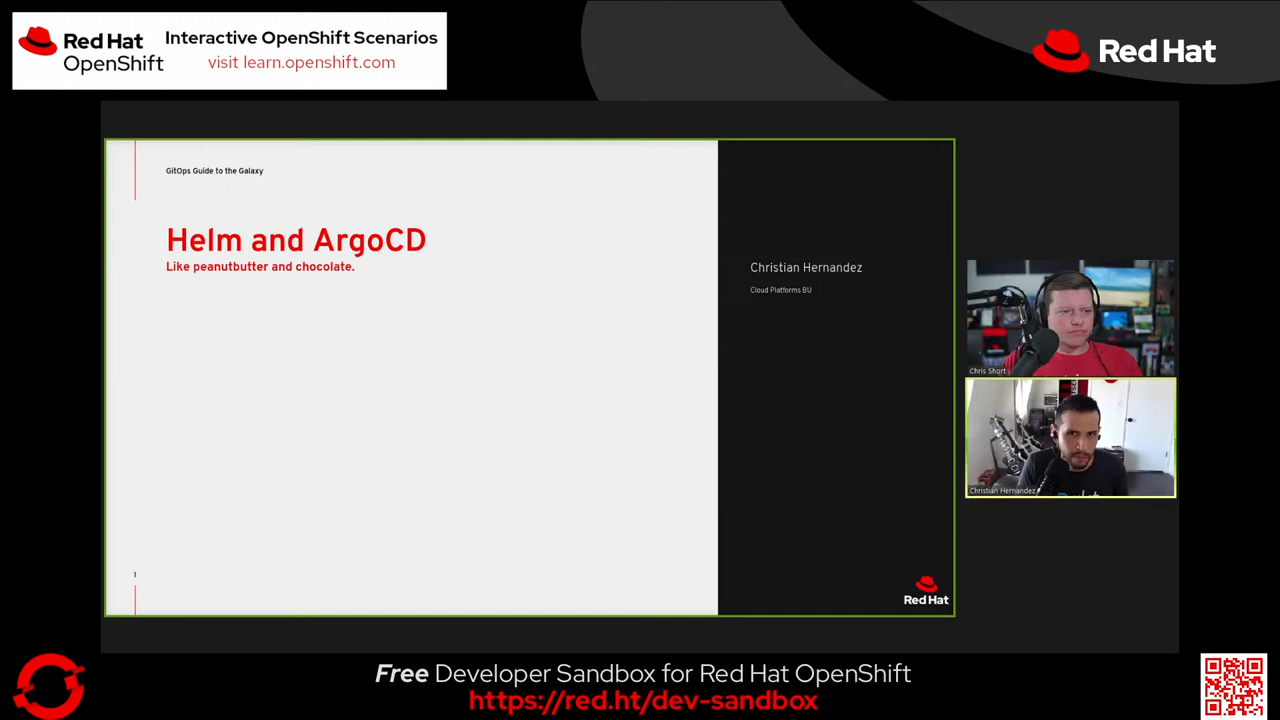 Red Hat
OpenShift
Interactive OpenShift Scenarios
visit learn.openshift.com
Red Hat
GitOps Guide to the Galaxy
Helm and ArgoCD
Like peanutbutter and chocolate.
Christian Hernandez
Cloud Platforms BU
Chris Short
Christian Hernandez
1
Red Hat
Free Developer Sandbox for Red Hat OpenShift
https://red.ht/dev-sandbox